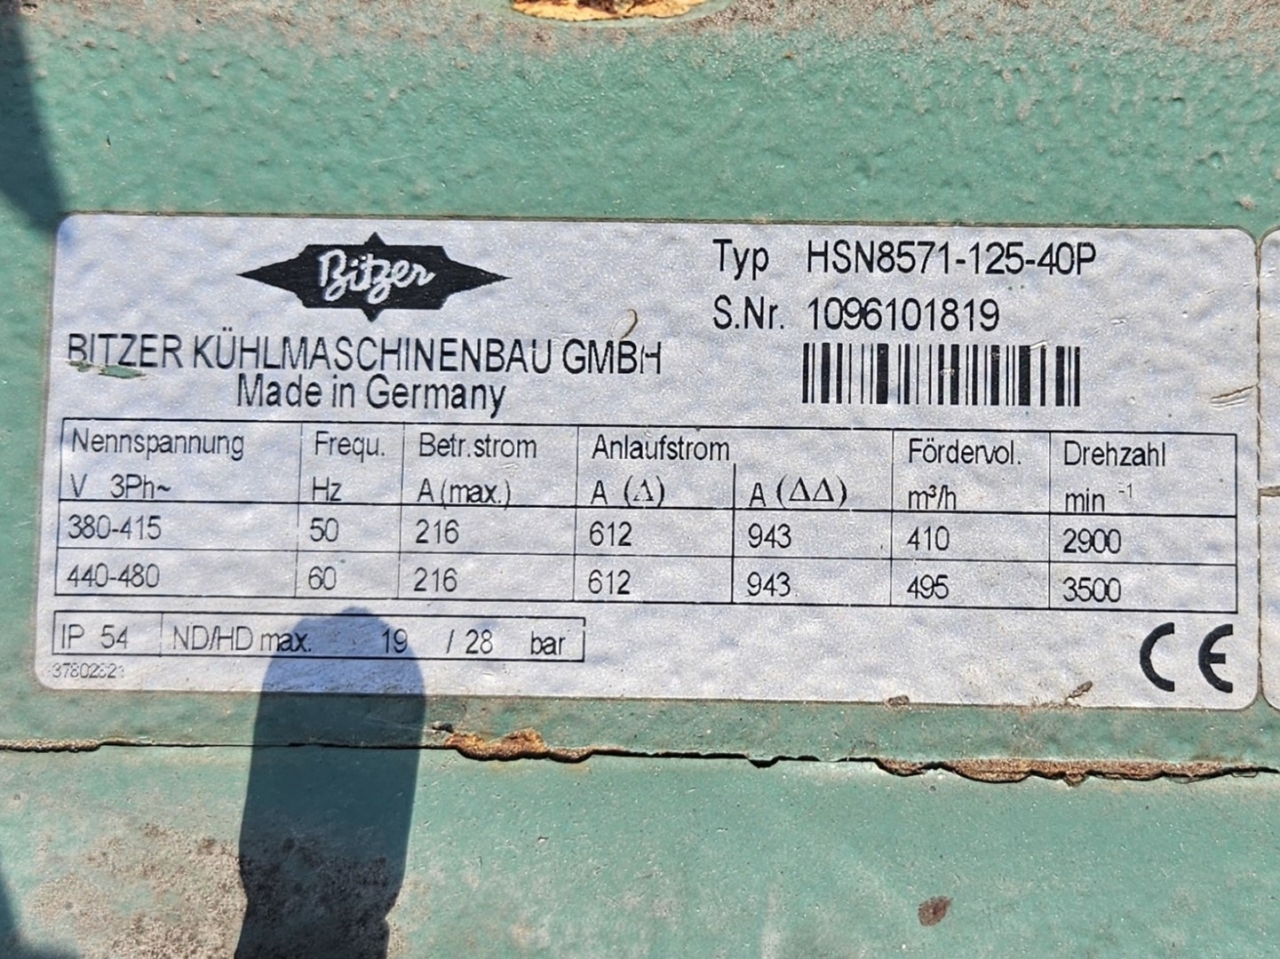 Bitzer
BITZER KÜHLMASCHINENBAU GMBH
Made in Germany
Typ HSN8571-125-40P
S.Nr. 1096101819
Nennspannung Frequ. Betr.strom Anlaufstrom Fördervol. Drehzahl
V 3Ph~ Hz A (max.) A (Δ) A (ΔΔ) m³/h min⁻¹
380-415 50 216 612 943 410 2900
440-480 60 216 612 943 495 3500
IP 54 ND/HD max. 19 / 28 bar
CE